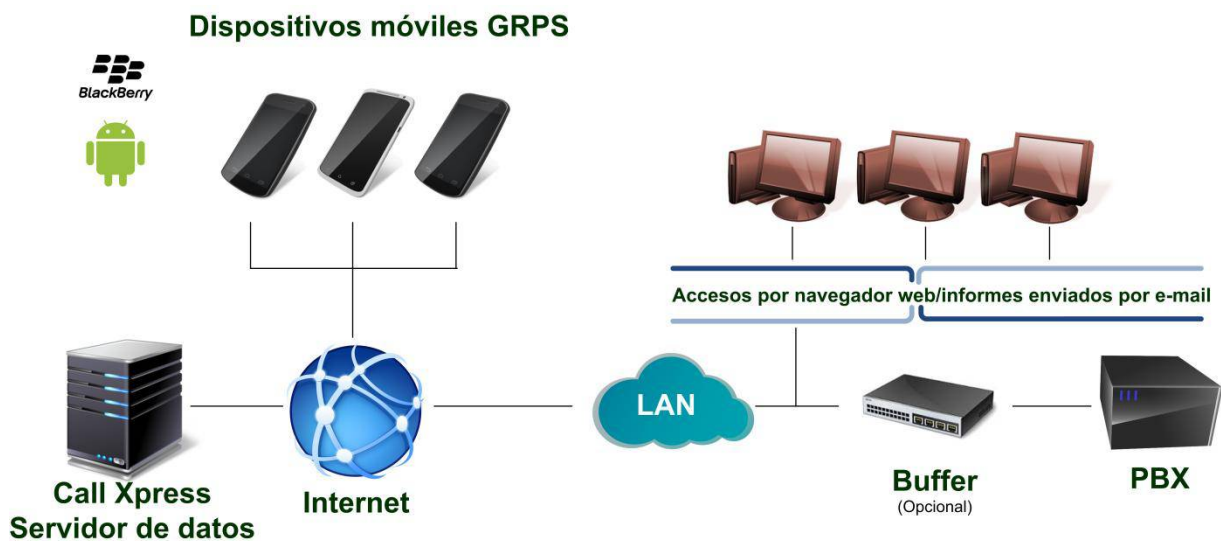 Dispositivos móviles GRPS
BlackBerry
Accesos por navegador web/informes enviados por e-mail
LAN
Call Xpress
Servidor de datos
Internet
Buffer
(Opcional)
PBX